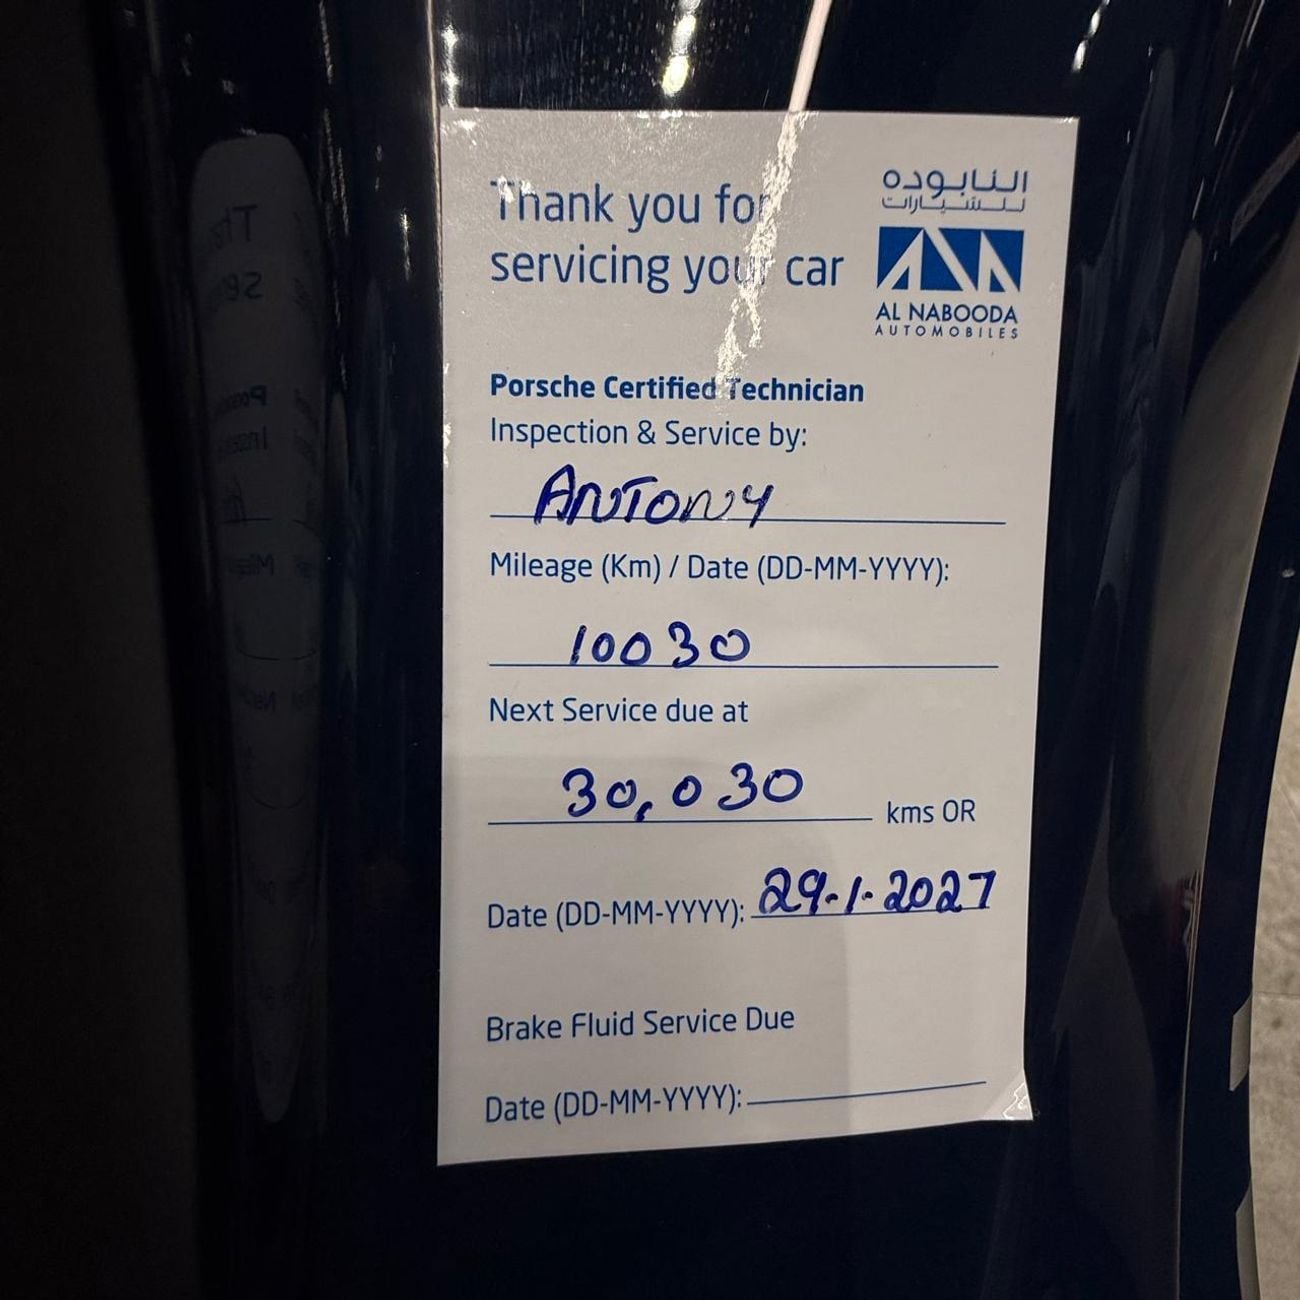 Thank you for
servicing your car
النابوده
للسيارات
AL NABOODA
AUTOMOBILES
Porsche Certified Technician
Inspection & Service by:
ANTONY
Mileage (Km) / Date (DD-MM-YYYY):
10030
Next Service due at
30,030 kms OR
Date (DD-MM-YYYY): 29-1-2027
Brake Fluid Service Due
Date (DD-MM-YYYY):